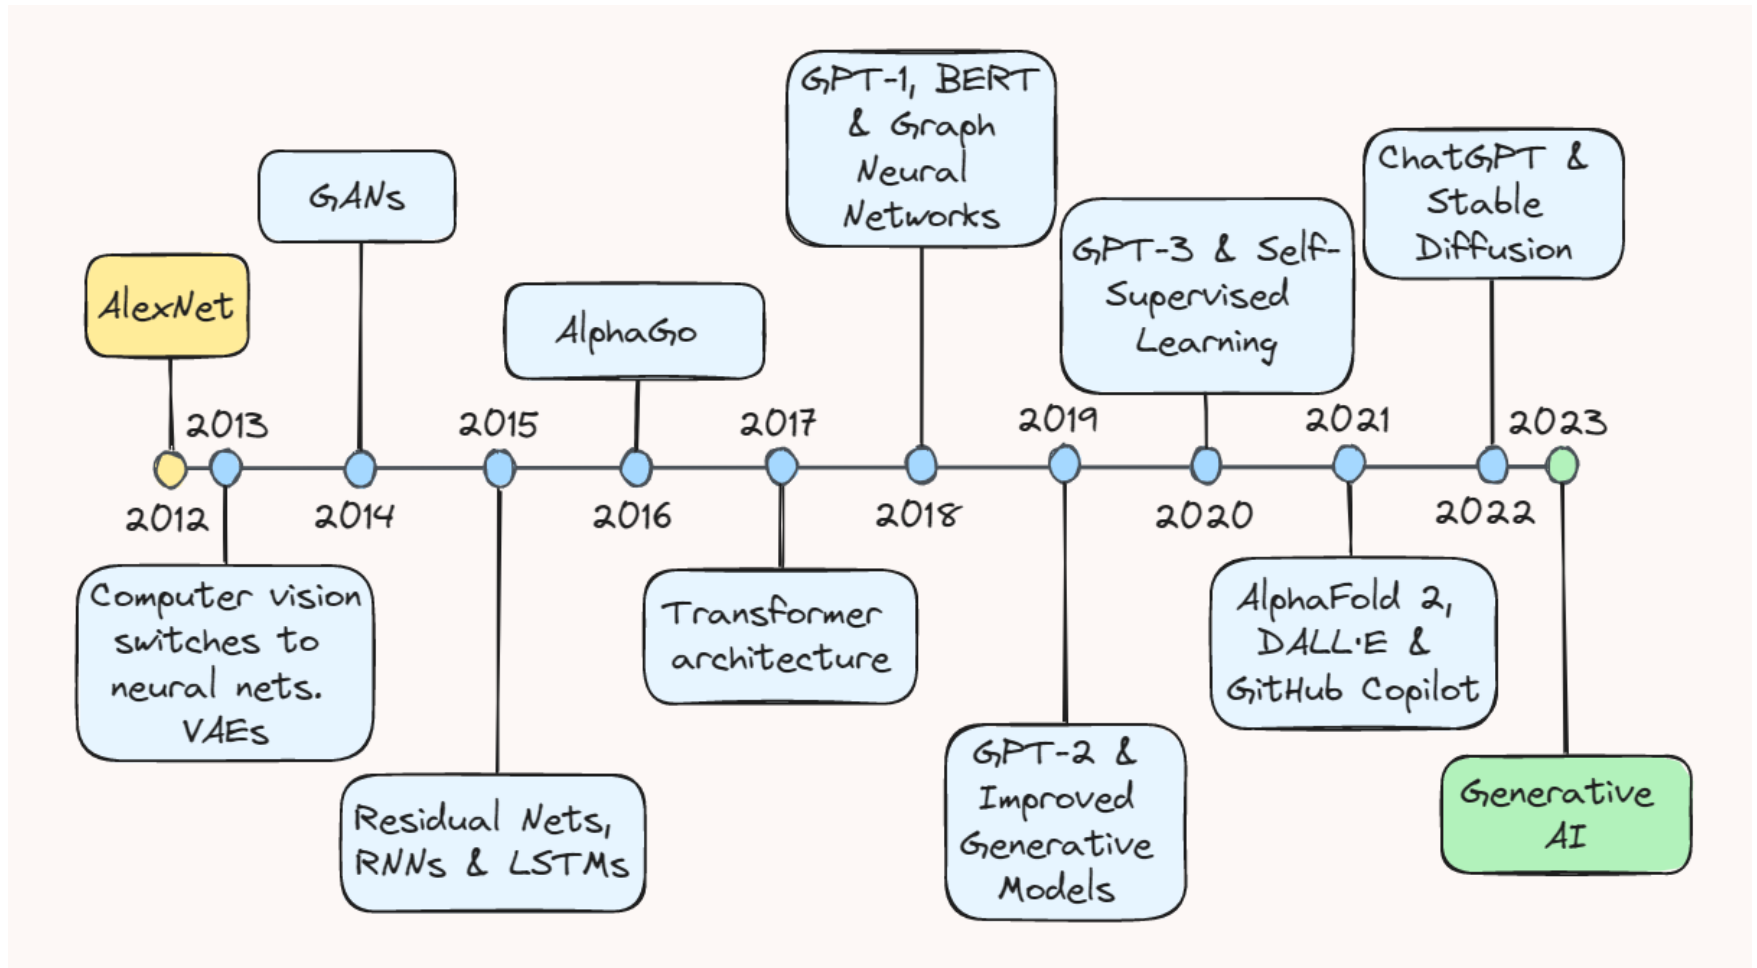 GPT-1, BERT
& Graph
Neural
Networks
ChatGPT &
Stable
Diffusion
GANs
GPT-3 & Self-
Supervised
Learning
AlexNet
AlphaGo
2013
2015
2017
2019
2021
2023
2012
2014
2016
2018
2020
2022
Computer vision
switches to
neural nets.
VAEs
Transformer
architecture
AlphaFold 2,
DALL·E &
GitHub Copilot
Residual Nets,
RNNs & LSTMs
GPT-2 &
Improved
Generative
Models
Generative
AI